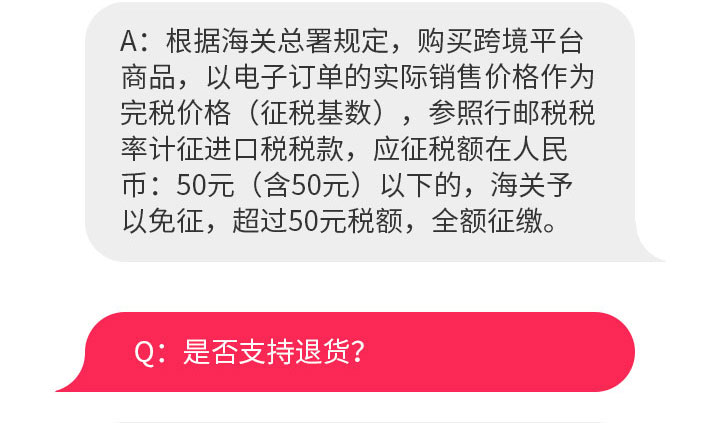 A：根据海关总署规定，购买跨境平台
商品，以电子订单的实际销售价格作为
完税价格（征税基数），参照行邮税税
率计征进口税税款，应征税额在人民
币：50元（含50元）以下的，海关予
以免征，超过50元税额，全额征缴。
Q：是否支持退货？